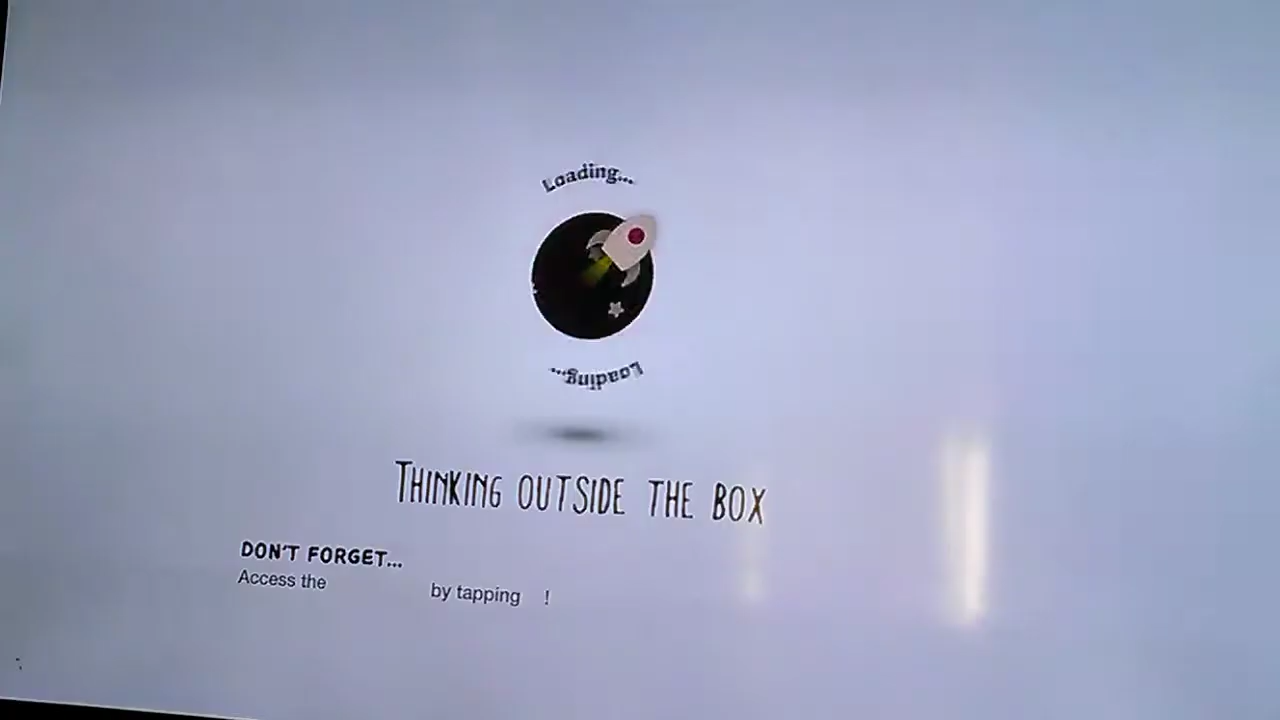 Loading...
Loading...
THINKING OUTSIDE THE BOX
DON'T FORGET...
Access the by tapping !